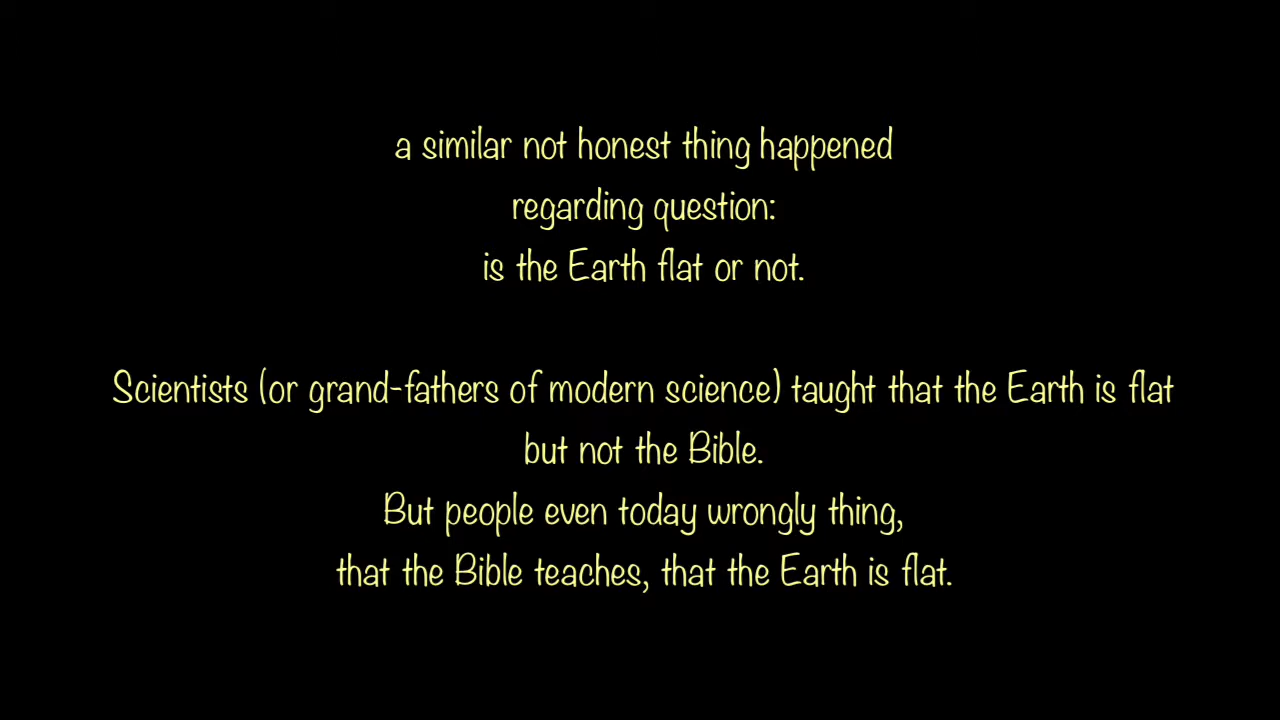 a similar not honest thing happened
regarding question:
is the Earth flat or not.
Scientists (or grand-fathers of modern science) taught that the Earth is flat
but not the Bible.
But people even today wrongly thing,
that the Bible teaches, that the Earth is flat.